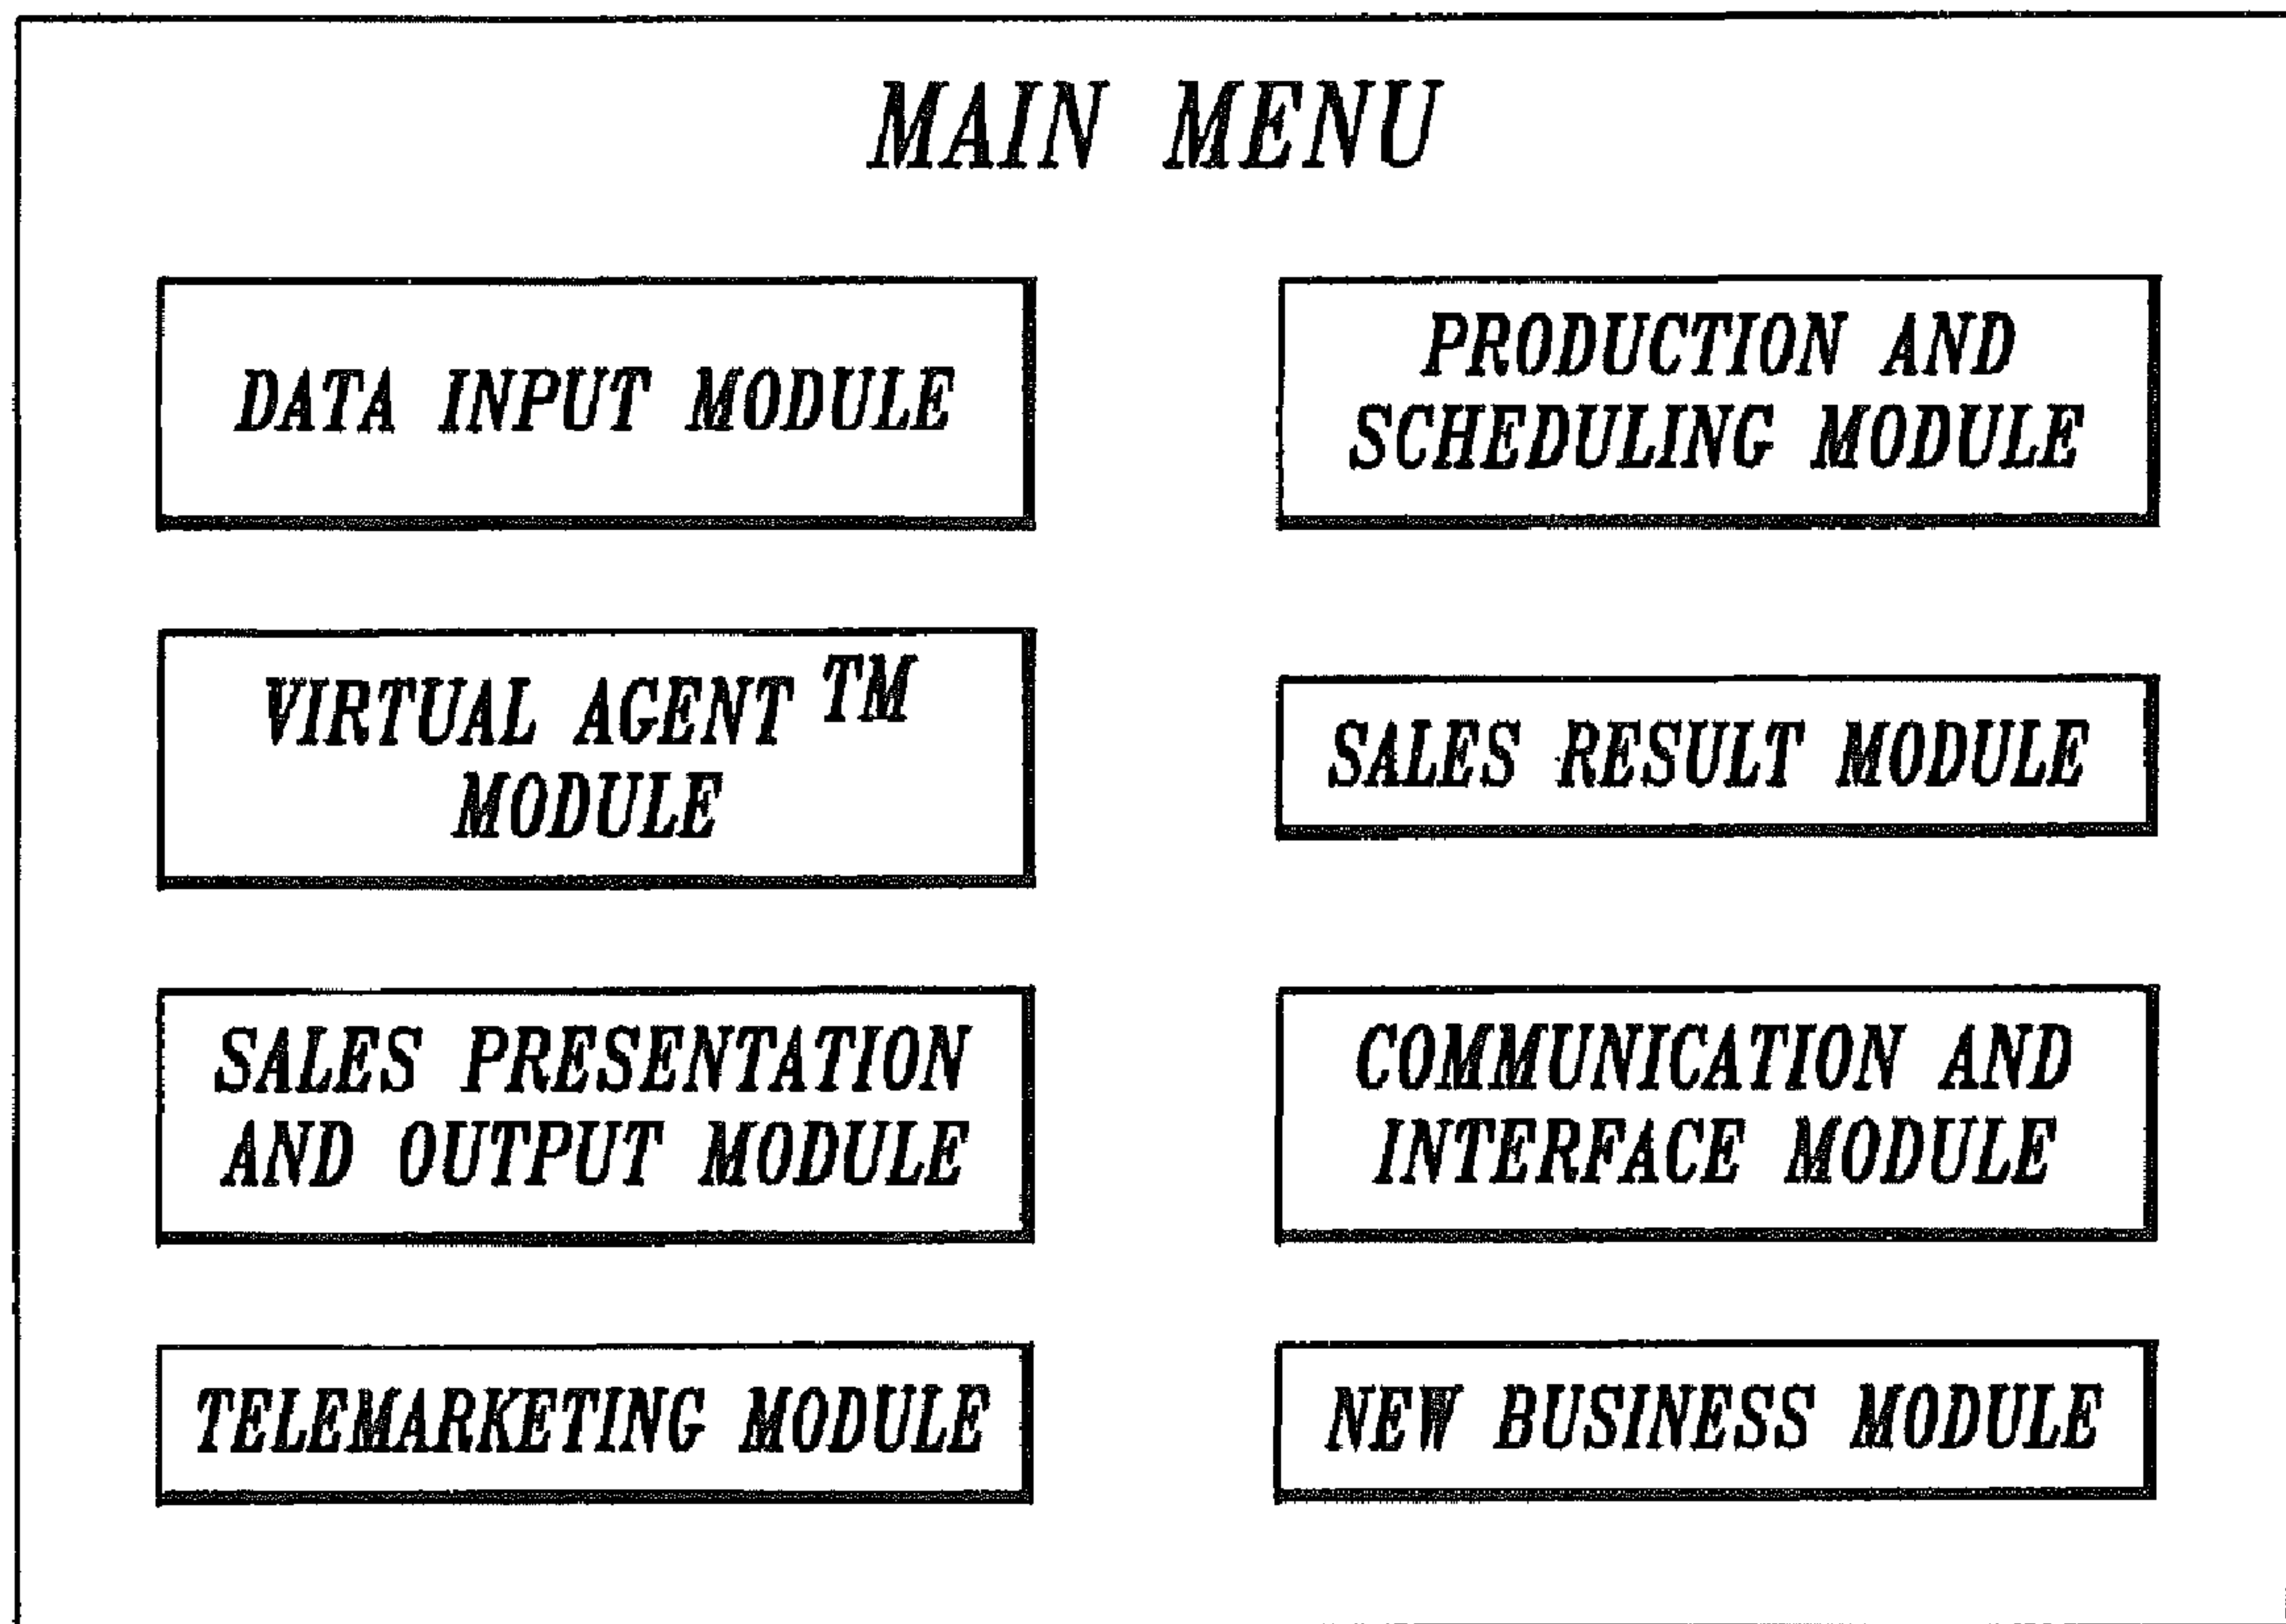 MAIN MENU
DATA INPUT MODULE
PRODUCTION AND
SCHEDULING MODULE
VIRTUAL AGENT TM
MODULE
SALES RESULT MODULE
SALES PRESENTATION
AND OUTPUT MODULE
COMMUNICATION AND
INTERFACE MODULE
TELEMARKETING MODULE
NEW BUSINESS MODULE